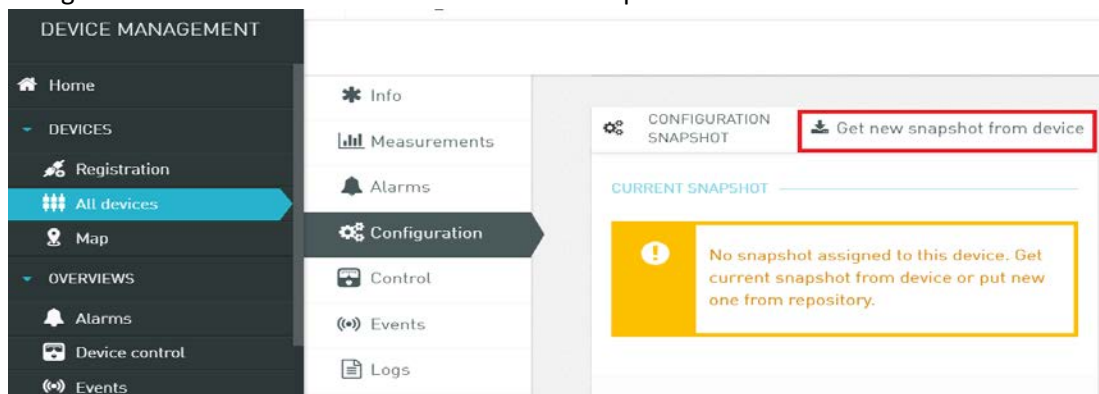 DEVICE MANAGEMENT
Home
DEVICES
Registration
All devices
Map
OVERVIEWS
Alarms
Device control
Events
Info
Measurements
Alarms
Configuration
Control
Events
Logs
CONFIGURATION
SNAPSHOT
Get new snapshot from device
CURRENT SNAPSHOT
No snapshot assigned to this device. Get
current snapshot from device or put new
one from repository.